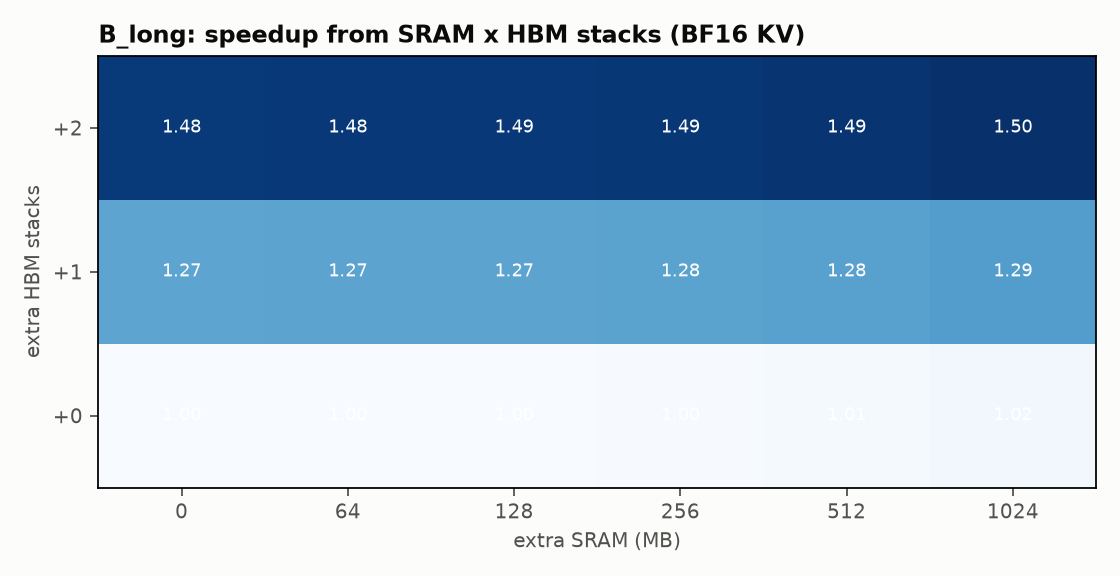 B_long: speedup from SRAM x HBM stacks (BF16 KV)
+2
1.48 1.48 1.49 1.49 1.49 1.50
+1
1.27 1.27 1.27 1.28 1.28 1.29
+0
1.00 1.00 1.00 1.00 1.01 1.02
0 64 128 256 512 1024
extra SRAM (MB)
extra HBM stacks